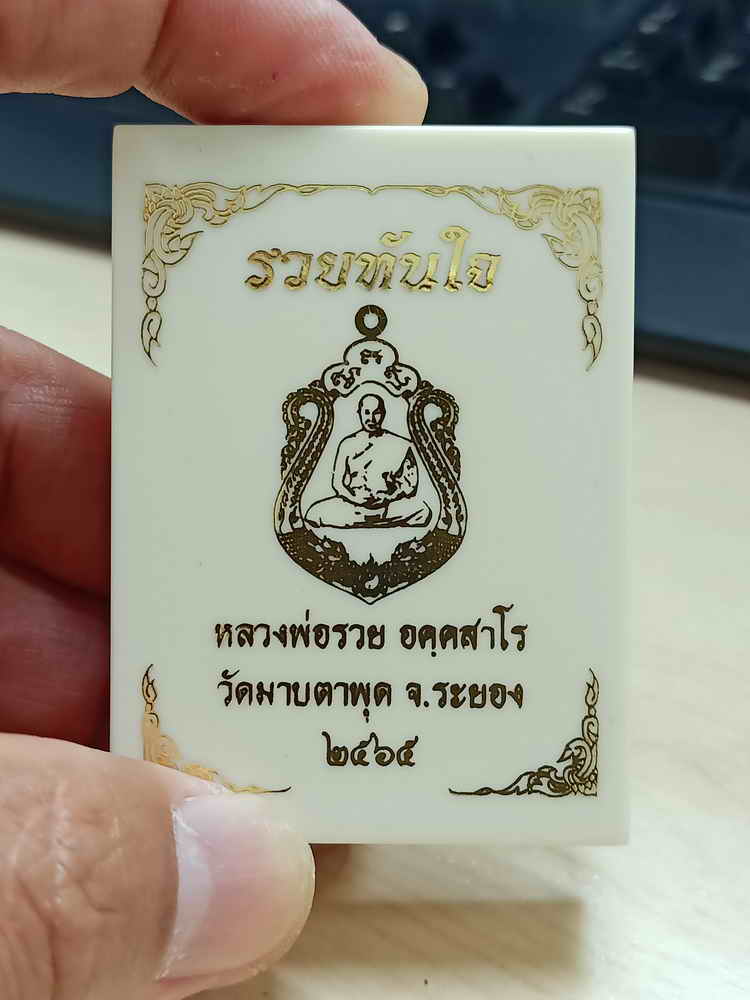 รวยทันใจ
หลวงพ่อรวย อคฺคสาโร
วัดมาบตาพุด จ.ระยอง
๒๕๖๕